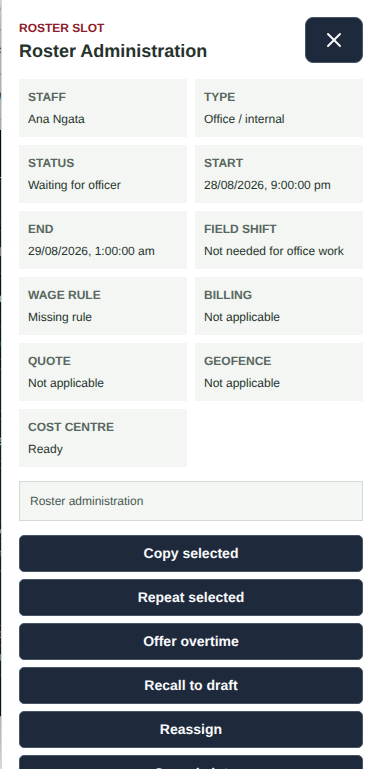 ROSTER SLOT
Roster Administration
STAFF
Ana Ngata
TYPE
Office / internal
STATUS
Waiting for officer
START
28/08/2026, 9:00:00 pm
END
29/08/2026, 1:00:00 am
FIELD SHIFT
Not needed for office work
WAGE RULE
Missing rule
BILLING
Not applicable
QUOTE
Not applicable
GEOFENCE
Not applicable
COST CENTRE
Ready
Roster administration
Copy selected
Repeat selected
Offer overtime
Recall to draft
Reassign